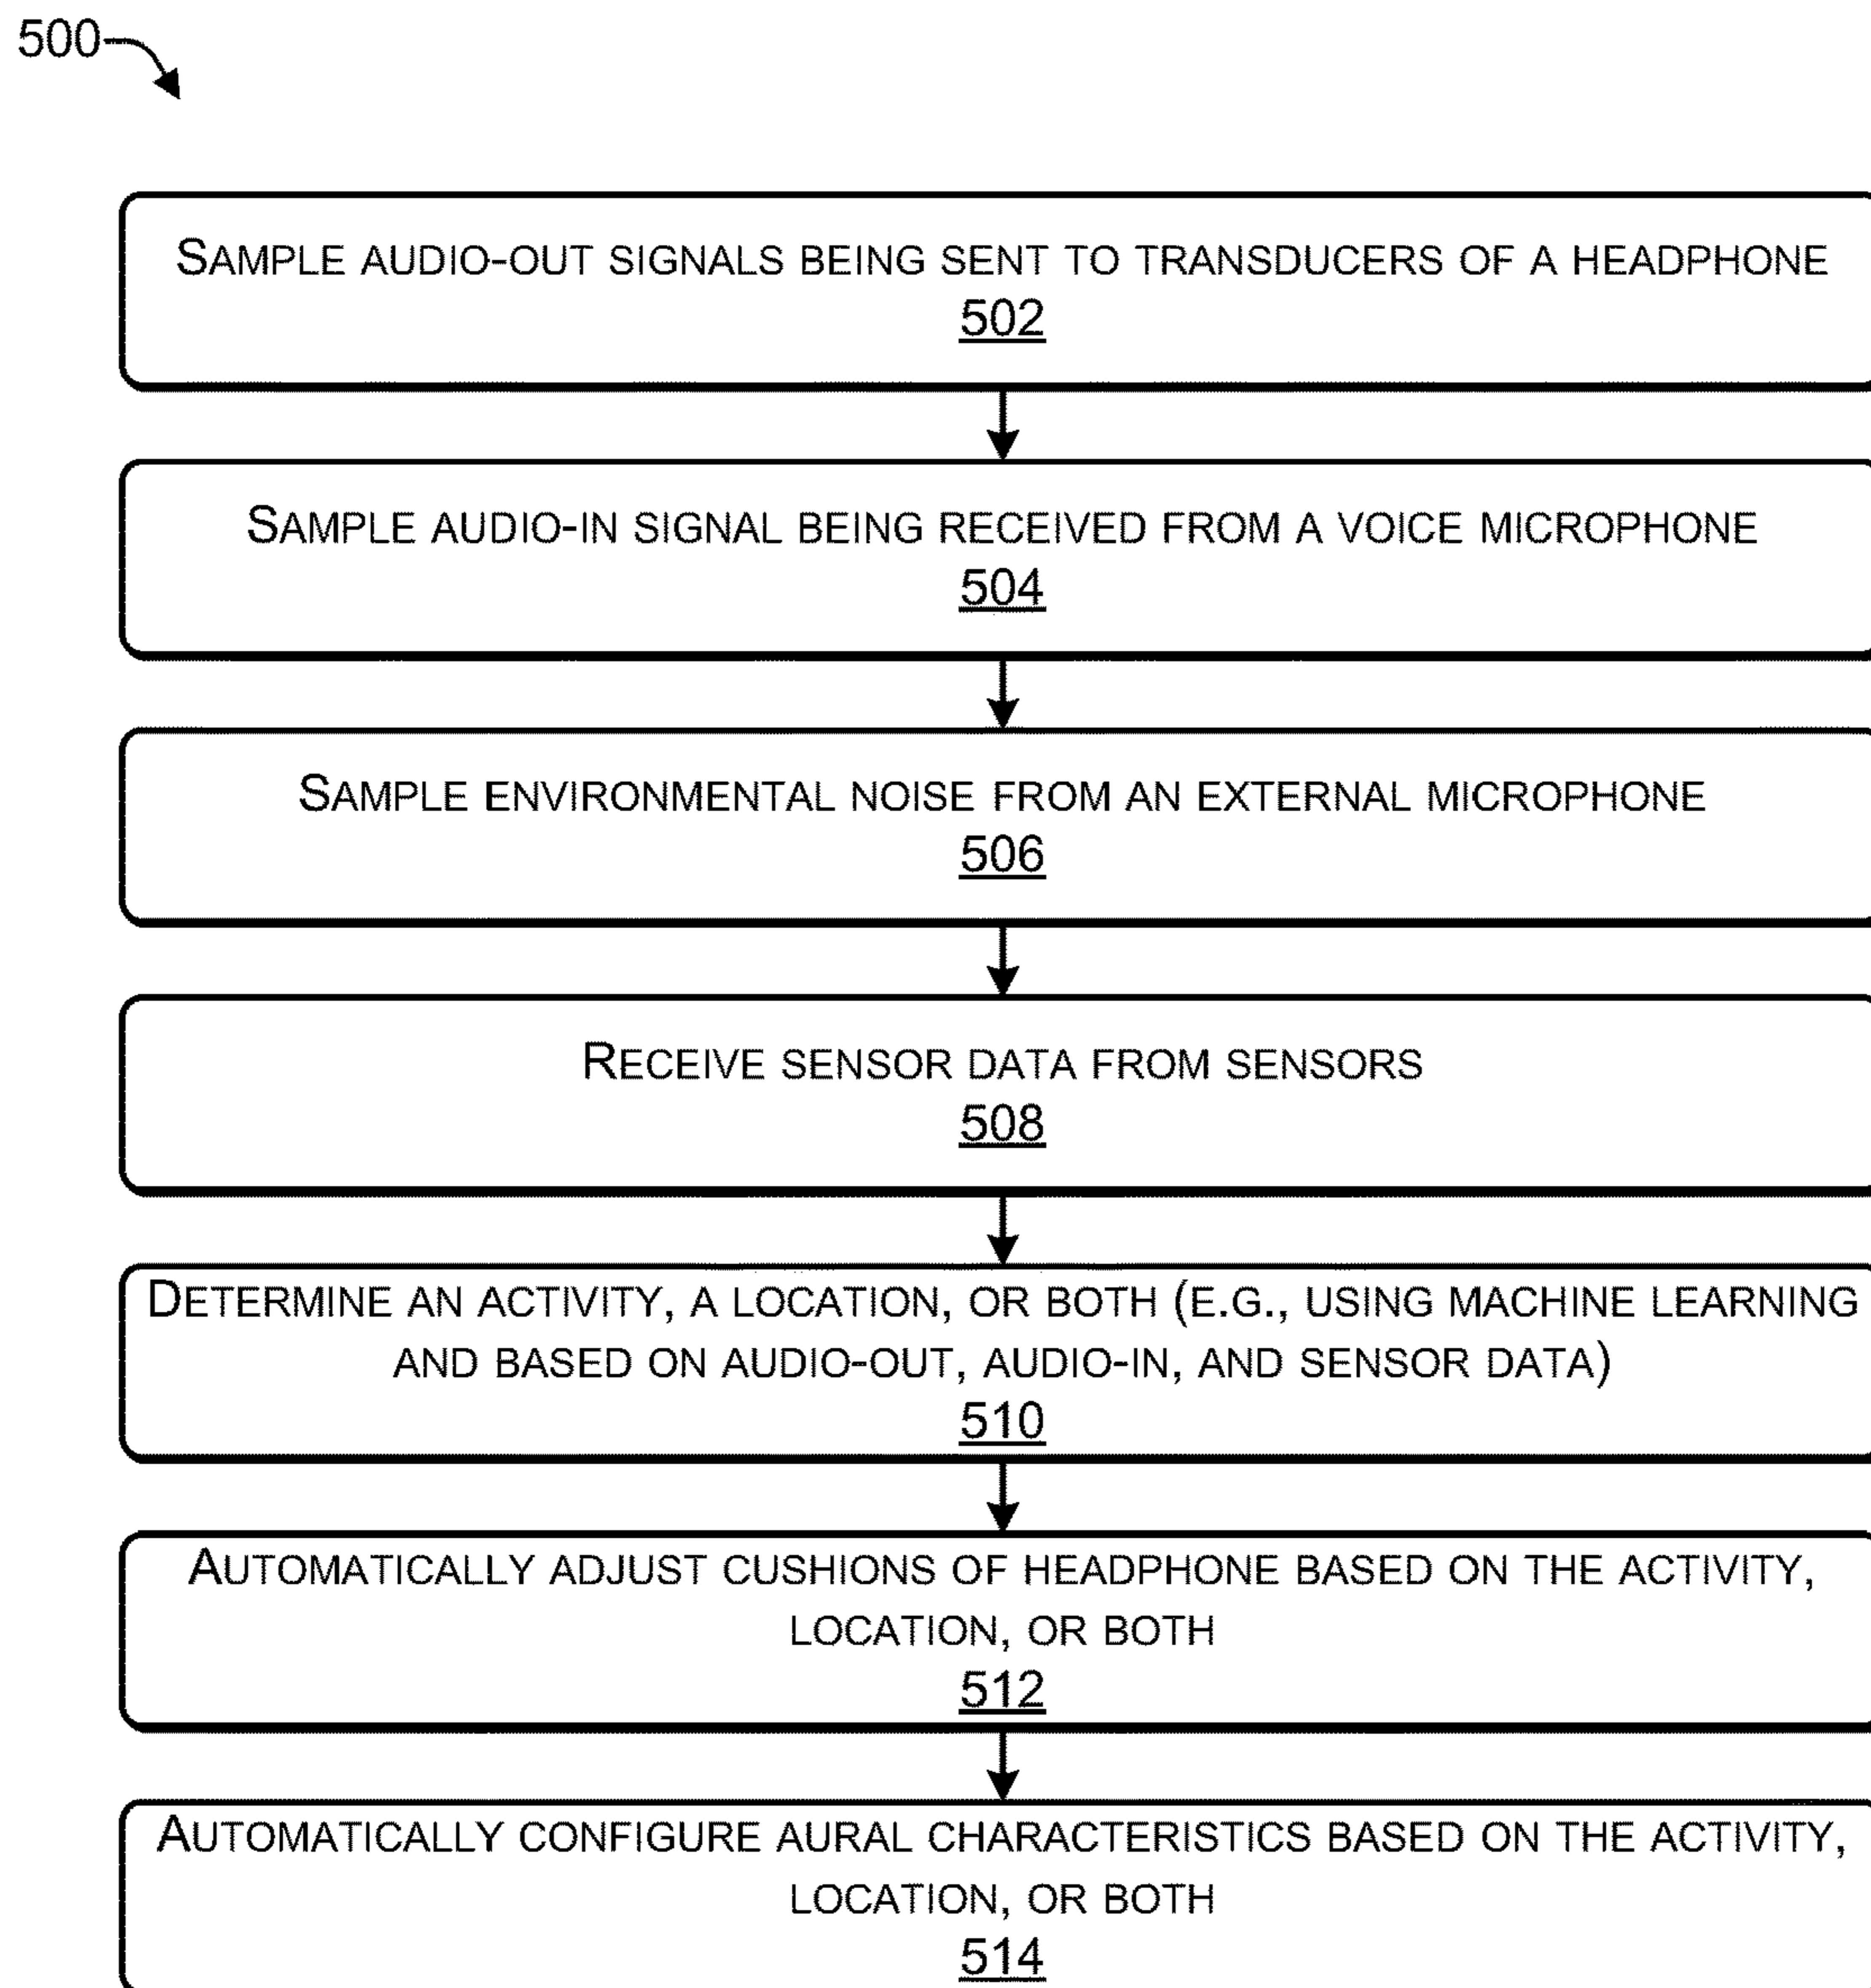 500
SAMPLE AUDIO-OUT SIGNALS BEING SENT TO TRANSDUCERS OF A HEADPHONE
502
SAMPLE AUDIO-IN SIGNAL BEING RECEIVED FROM A VOICE MICROPHONE
504
SAMPLE ENVIRONMENTAL NOISE FROM AN EXTERNAL MICROPHONE
506
RECEIVE SENSOR DATA FROM SENSORS
508
DETERMINE AN ACTIVITY, A LOCATION, OR BOTH (E.G., USING MACHINE LEARNING
AND BASED ON AUDIO-OUT, AUDIO-IN, AND SENSOR DATA)
510
AUTOMATICALLY ADJUST CUSHIONS OF HEADPHONE BASED ON THE ACTIVITY,
LOCATION, OR BOTH
512
AUTOMATICALLY CONFIGURE AURAL CHARACTERISTICS BASED ON THE ACTIVITY,
LOCATION, OR BOTH
514